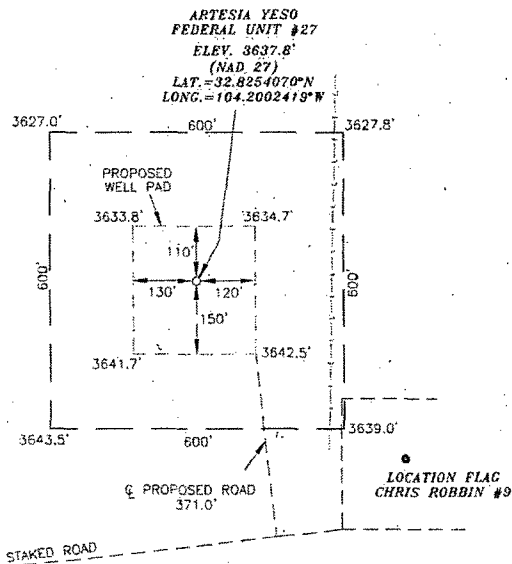 ARTESIA YESO
FEDERAL UNIT #27
ELEV. 3637.8'
(NAD 27)
LAT.=32.8254070°N
LONG.=104.2002419°W
3627.0'
600'
3627.8'
PROPOSED
WELL PAD
3633.8'
3634.7'
110'
600'
130'
120'
600'
150'
3641.7'
3642.5'
3643.5'
600'
3639.0'
℄ PROPOSED ROAD
371.0'
LOCATION FLAG
CHRIS ROBBIN #9
STAKED ROAD